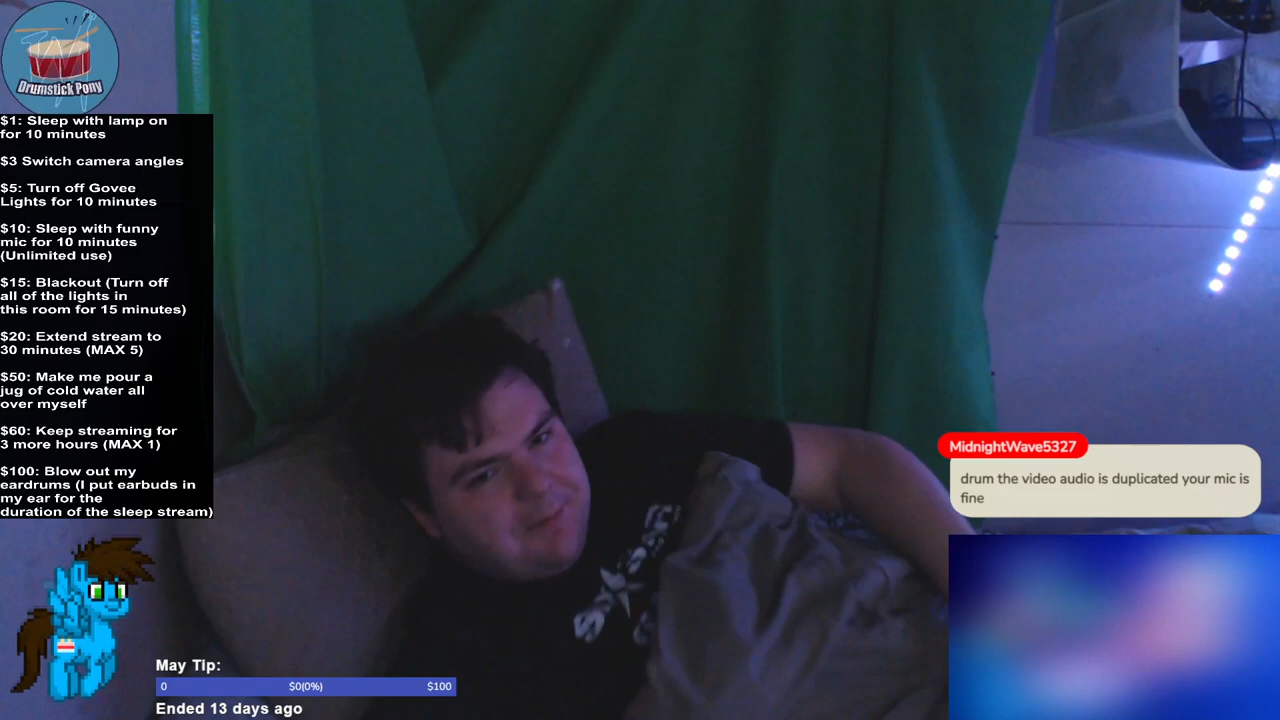 Drumstick Pony
$1: Sleep with lamp on
for 10 minutes
$3 Switch camera angles
$5: Turn off Govee
Lights for 10 minutes
$10: Sleep with funny
mic for 10 minutes
(Unlimited use)
$15: Blackout (Turn off
all of the lights in
this room for 15 minutes)
$20: Extend stream to
30 minutes (MAX 5)
$50: Make me pour a
jug of cold water all
over myself
$60: Keep streaming for
3 more hours (MAX 1)
$100: Blow out my
eardrums (I put earbuds in
my ear for the
duration of the sleep stream)
MidnightWave5327
drum the video audio is duplicated your mic is
fine
May Tip:
0 $0(0%) $100
Ended 13 days ago